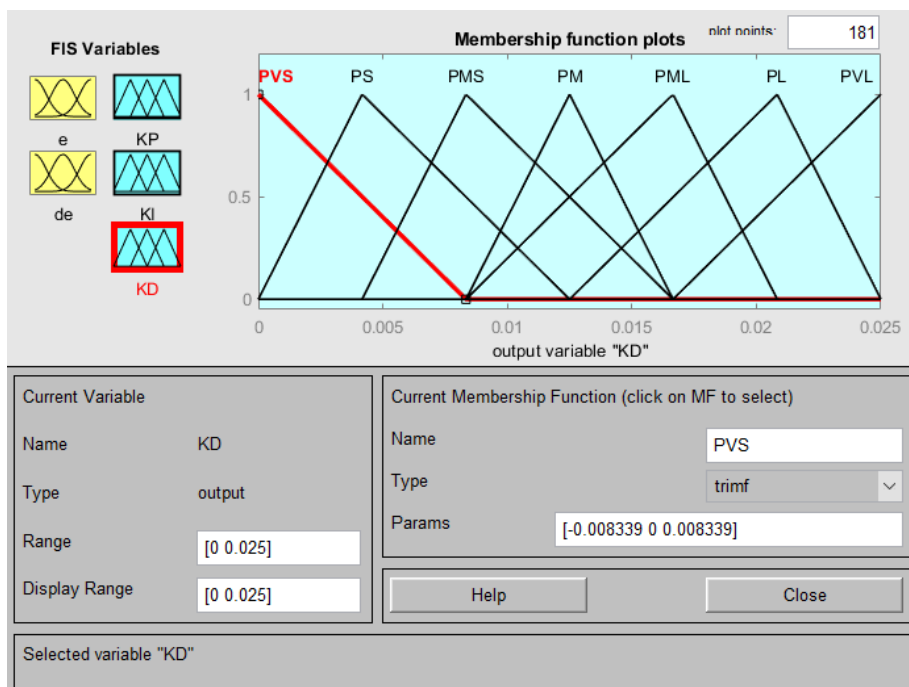 FIS Variables
Membership function plots
plot points:
181
PVS PS PMS PM PML PL PVL
e KP
de KI
KD
1
0.5
0
0 0.005 0.01 0.015 0.02 0.025
output variable "KD"
Current Variable
Name KD
Type output
Range [0 0.025]
Display Range [0 0.025]
Current Membership Function (click on MF to select)
Name PVS
Type trimf
Params [-0.008339 0 0.008339]
Help Close
Selected variable "KD"